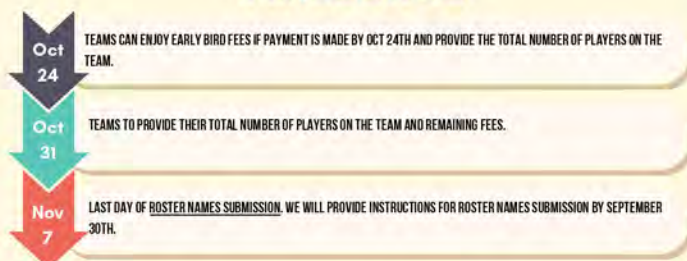 Oct
24
TEAMS CAN ENJOY EARLY BIRD FEES IF PAYMENT IS MADE BY OCT 24TH AND PROVIDE THE TOTAL NUMBER OF PLAYERS ON THE
TEAM.
Oct
31
TEAMS TO PROVIDE THEIR TOTAL NUMBER OF PLAYERS ON THE TEAM AND REMAINING FEES.
Nov
7
LAST DAY OF ROSTER NAMES SUBMISSION. WE WILL PROVIDE INSTRUCTIONS FOR ROSTER NAMES SUBMISSION BY SEPTEMBER
30TH.